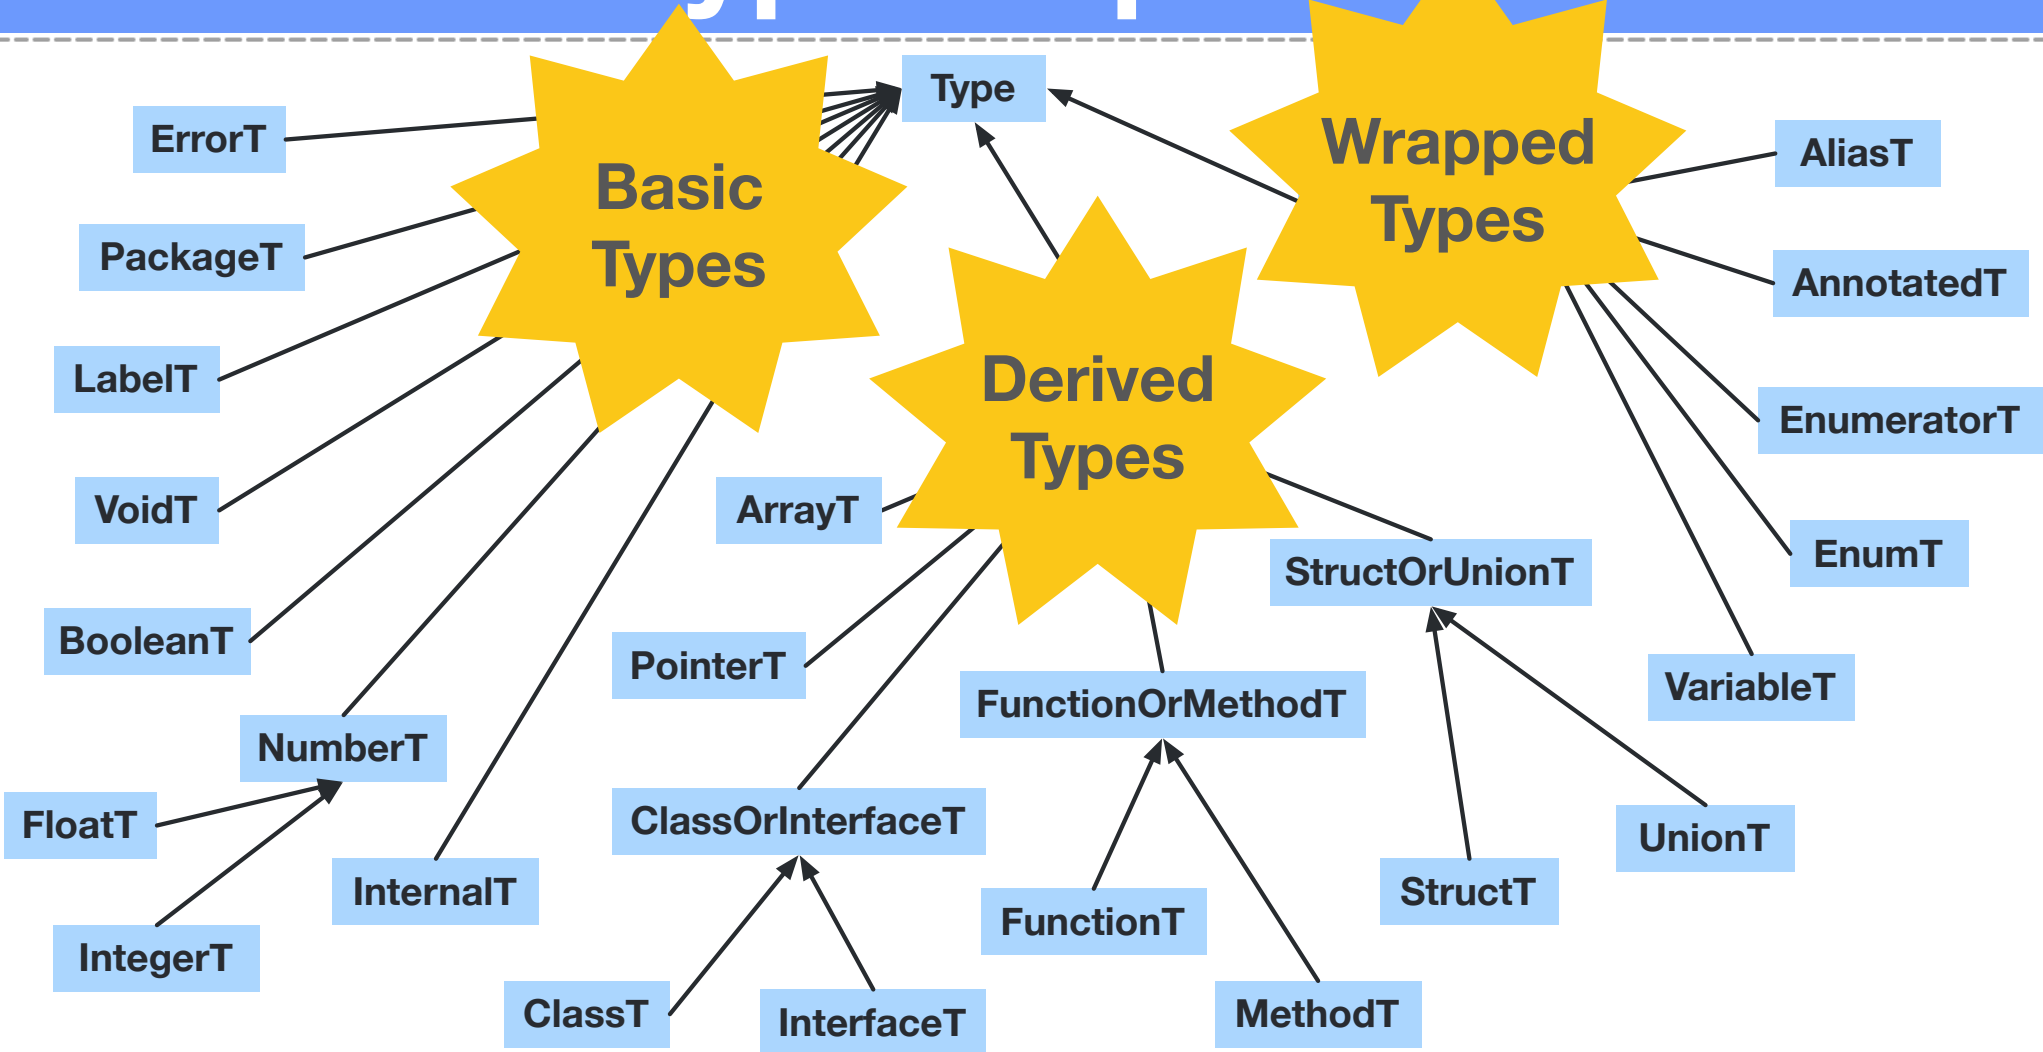 Type
ErrorT
Basic
Types
Wrapped
Types
AliasT
PackageT
AnnotatedT
LabelT
Derived
Types
EnumeratorT
VoidT
ArrayT
EnumT
StructOrUnionT
BooleanT
PointerT
FunctionOrMethodT
VariableT
NumberT
FloatT
ClassOrInterfaceT
UnionT
InternalT
StructT
FunctionT
IntegerT
ClassT
InterfaceT
MethodT